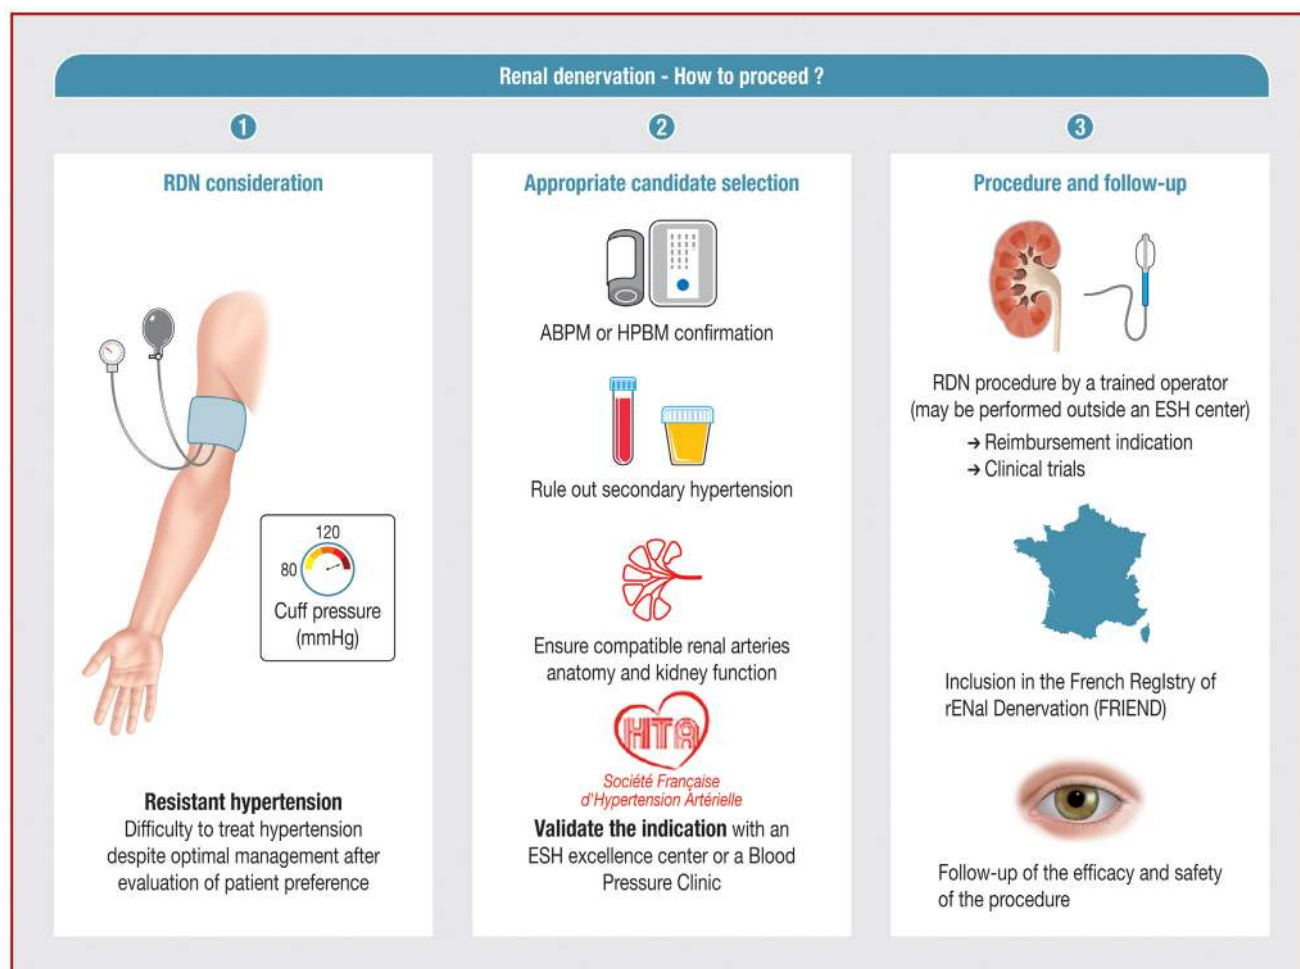 Renal denervation - How to proceed ?
1
RDN consideration
120
80
Cuff pressure
(mmHg)
Resistant hypertension
Difficulty to treat hypertension
despite optimal management after
evaluation of patient preference
2
Appropriate candidate selection
ABPM or HPBM confirmation
Rule out secondary hypertension
Ensure compatible renal arteries
anatomy and kidney function
HTA
Société Française
d'Hypertension Artérielle
Validate the indication with an
ESH excellence center or a Blood
Pressure Clinic
3
Procedure and follow-up
RDN procedure by a trained operator
(may be performed outside an ESH center)
→ Reimbursement indication
→ Clinical trials
Inclusion in the French RegIstry of
rENal Denervation (FRIEND)
Follow-up of the efficacy and safety
of the procedure